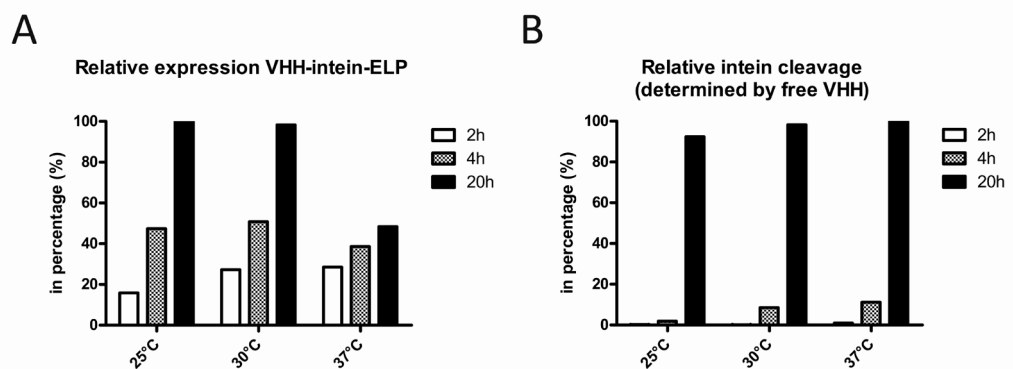 A
Relative expression VHH-intein-ELP
in percentage (%)
100
80
60
40
20
0
25°C
30°C
37°C
2h
4h
20h
B
Relative intein cleavage
(determined by free VHH)
in percentage (%)
100
80
60
40
20
0
25°C
30°C
37°C
2h
4h
20h